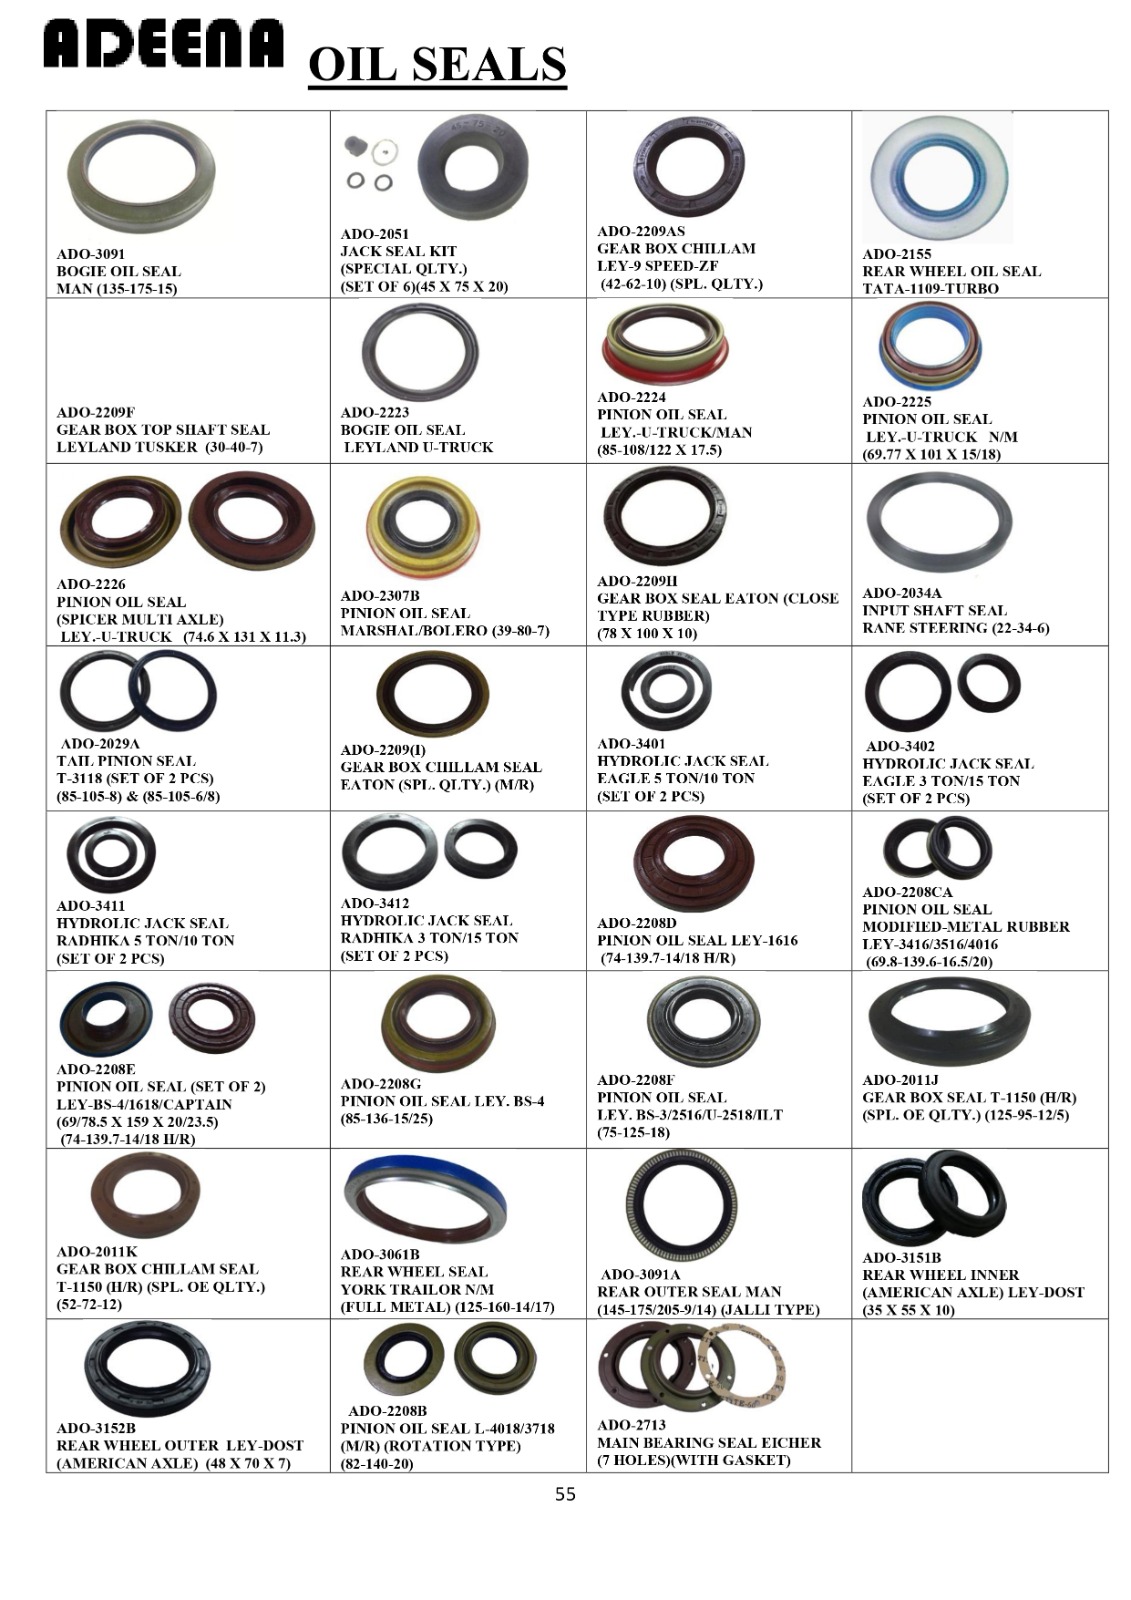 ADEENA
OIL SEALS
ADO-3091
BOGIE OIL SEAL
MAN (135-175-15)
45 - 75 - 20
ADO-2051
JACK SEAL KIT
(SPECIAL QLTY.)
(SET OF 6)(45 X 75 X 20)
ADO-2209AS
GEAR BOX CHILLAM
LEY-9 SPEED-ZF
(42-62-10) (SPL. QLTY.)
ADO-2155
REAR WHEEL OIL SEAL
TATA-1109-TURBO
ADO-2209F
GEAR BOX TOP SHAFT SEAL
LEYLAND TUSKER (30-40-7)
ADO-2223
BOGIE OIL SEAL
LEYLAND U-TRUCK
ADO-2224
PINION OIL SEAL
LEY.-U-TRUCK/MAN
(85-108/122 X 17.5)
ADO-2225
PINION OIL SEAL
LEY.-U-TRUCK N/M
(69.77 X 101 X 15/18)
ADO-2226
PINION OIL SEAL
(SPICER MULTI AXLE)
LEY.-U-TRUCK (74.6 X 131 X 11.3)
ADO-2307B
PINION OIL SEAL
MARSHAL/BOLERO (39-80-7)
ADO-2209H
GEAR BOX SEAL EATON (CLOSE
TYPE RUBBER)
(78 X 100 X 10)
ADO-2034A
INPUT SHAFT SEAL
RANE STEERING (22-34-6)
ADO-2029A
TAIL PINION SEAL
T-3118 (SET OF 2 PCS)
(85-105-8) & (85-105-6/8)
ADO-2209(I)
GEAR BOX CHILLAM SEAL
EATON (SPL. QLTY.) (M/R)
ADO-3401
HYDROLIC JACK SEAL
EAGLE 5 TON/10 TON
(SET OF 2 PCS)
ADO-3402
HYDROLIC JACK SEAL
EAGLE 3 TON/15 TON
(SET OF 2 PCS)
ADO-3411
HYDROLIC JACK SEAL
RADHIKA 5 TON/10 TON
(SET OF 2 PCS)
ADO-3412
HYDROLIC JACK SEAL
RADHIKA 3 TON/15 TON
(SET OF 2 PCS)
ADO-2208D
PINION OIL SEAL LEY-1616
(74-139.7-14/18 H/R)
ADO-2208CA
PINION OIL SEAL
MODIFIED-METAL RUBBER
LEY-3416/3516/4016
(69.8-139.6-16.5/20)
ADO-2208E
PINION OIL SEAL (SET OF 2)
LEY-BS-4/1618/CAPTAIN
(69/78.5 X 159 X 20/23.5)
(74-139.7-14/18 H/R)
ADO-2208G
PINION OIL SEAL LEY. BS-4
(85-136-15/25)
ADO-2208F
PINION OIL SEAL
LEY. BS-3/2516/U-2518/ILT
(75-125-18)
ADO-2011J
GEAR BOX SEAL T-1150 (H/R)
(SPL. OE QLTY.) (125-95-12/5)
ADO-2011K
GEAR BOX CHILLAM SEAL
T-1150 (H/R) (SPL. OE QLTY.)
(52-72-12)
ADO-3061B
REAR WHEEL SEAL
YORK TRAILOR N/M
(FULL METAL) (125-160-14/17)
ADO-3091A
REAR OUTER SEAL MAN
(145-175/205-9/14) (JALLI TYPE)
ADO-3151B
REAR WHEEL INNER
(AMERICAN AXLE) LEY-DOST
(35 X 55 X 10)
ADO-3152B
REAR WHEEL OUTER LEY-DOST
(AMERICAN AXLE) (48 X 70 X 7)
ADO-2208B
PINION OIL SEAL L-4018/3718
(M/R) (ROTATION TYPE)
(82-140-20)
ADO-2713
MAIN BEARING SEAL EICHER
(7 HOLES)(WITH GASKET)
55